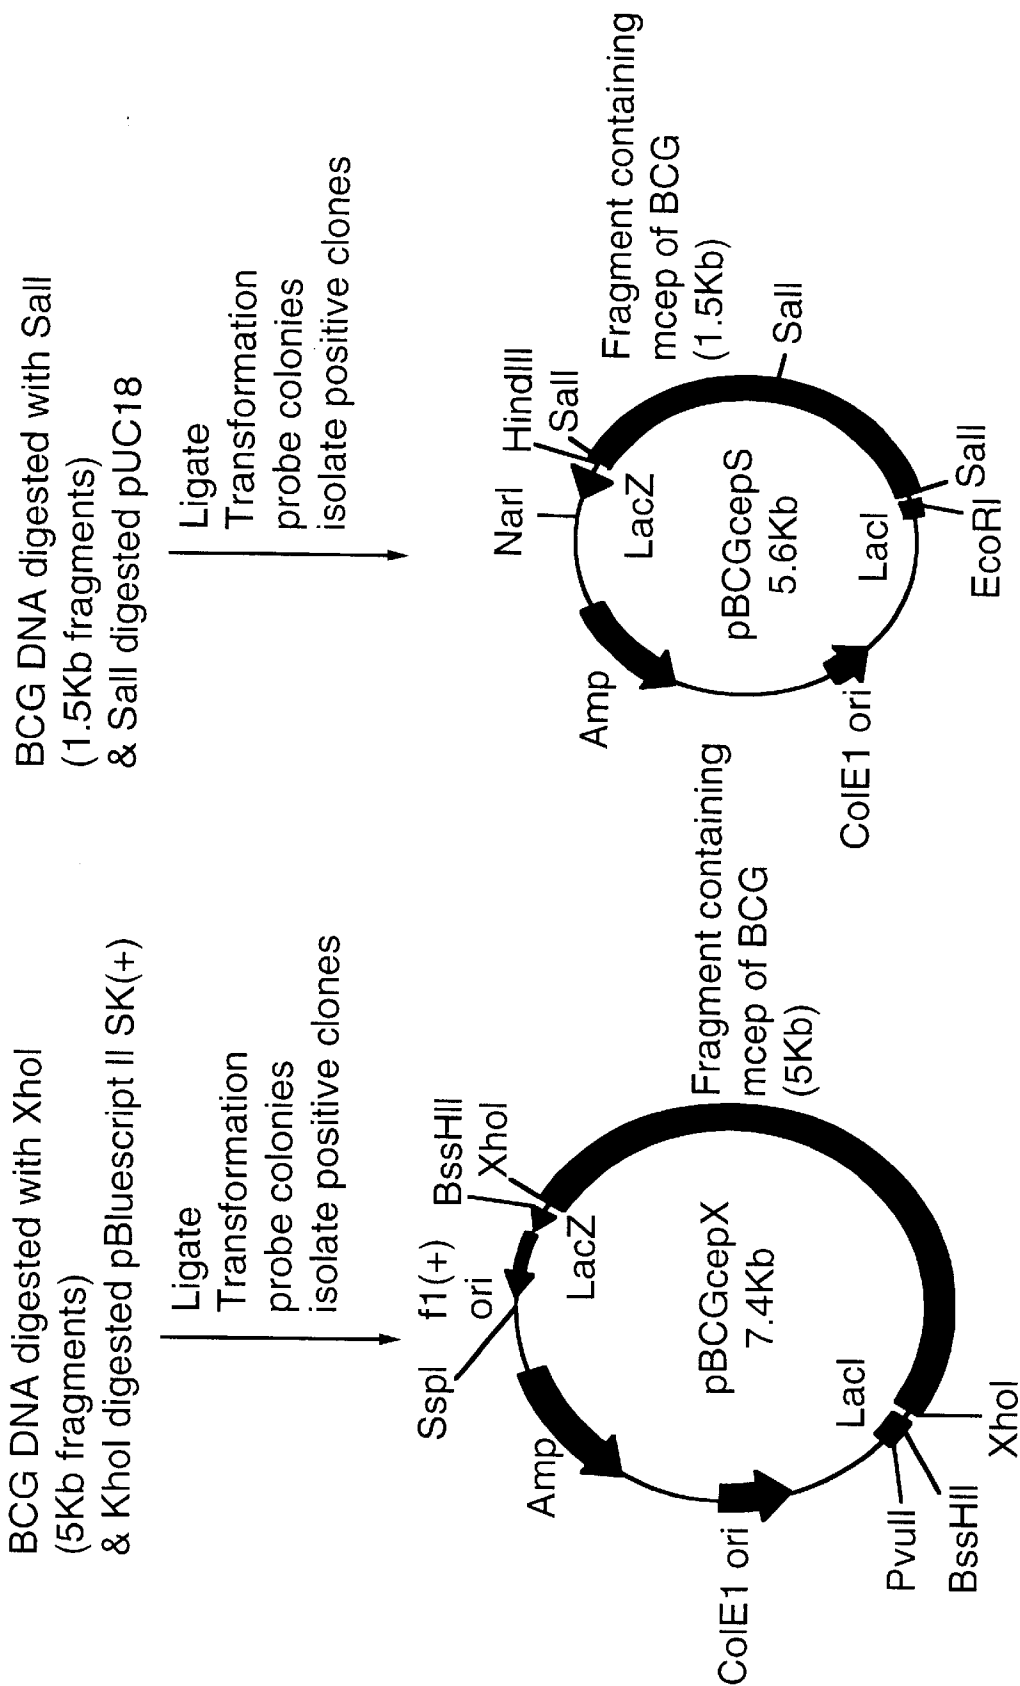 BCG DNA digested with XhoI
(5Kb fragments)
& KhoI digested pBluescript II SK(+)
Ligate
Transformation
probe colonies
isolate positive clones
f1(+)
ori
BssHII
XhoI
SspI
LacZ
Amp
pBCGcepX
7.4Kb
Fragment containing
mcep of BCG
(5Kb)
ColE1 ori
LacI
PvuII
BssHII
XhoI
BCG DNA digested with SalI
(1.5Kb fragments)
& SalI digested pUC18
Ligate
Transformation
probe colonies
isolate positive clones
NarI
HindIII
SalI
LacZ
Amp
pBCGcepS
5.6Kb
Fragment containing
mcep of BCG
(1.5Kb)
SalI
ColE1 ori
LacI
SalI
EcoRI